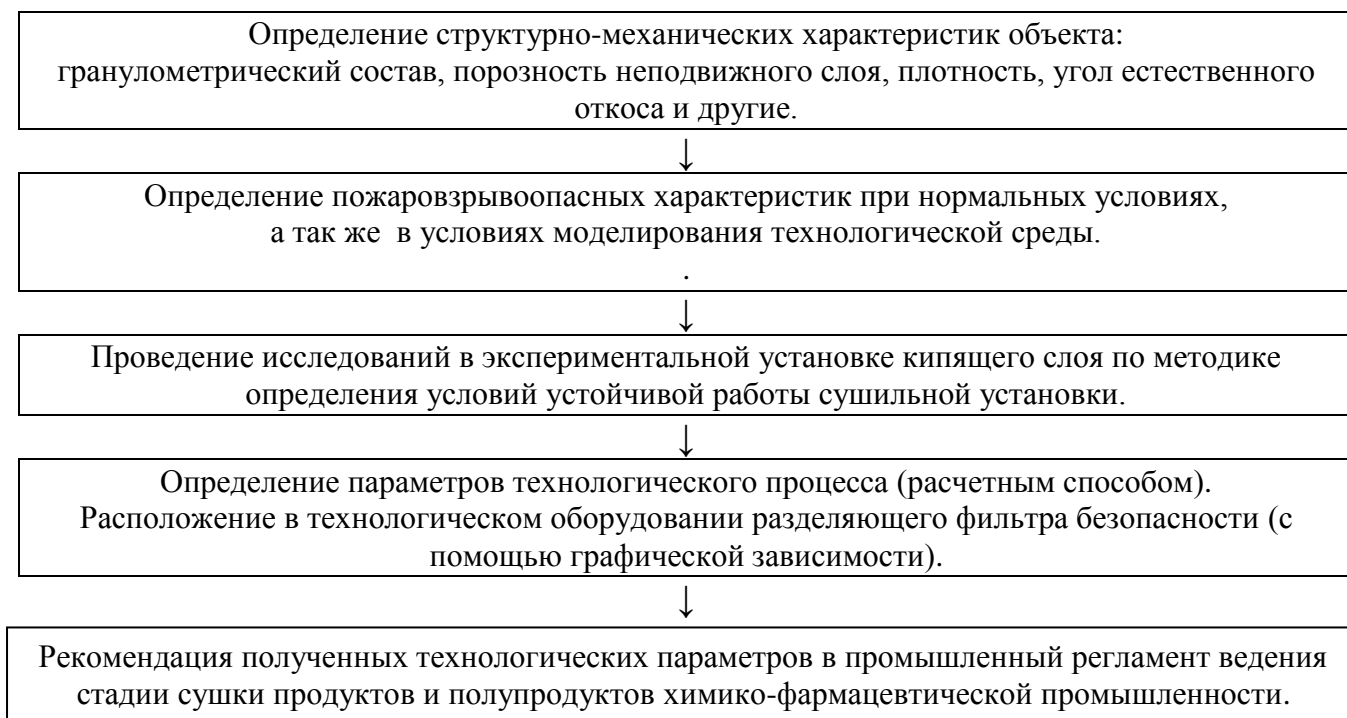 Определение структурно-механических характеристик объекта:
гранулометрический состав, порозность неподвижного слоя, плотность, угол естественного
откоса и другие.
↓
Определение пожаровзрывоопасных характеристик при нормальных условиях,
а так же в условиях моделирования технологической среды.
.
↓
Проведение исследований в экспериментальной установке кипящего слоя по методике
определения условий устойчивой работы сушильной установки.
↓
Определение параметров технологического процесса (расчетным способом).
Расположение в технологическом оборудовании разделяющего фильтра безопасности (с
помощью графической зависимости).
↓
Рекомендация полученных технологических параметров в промышленный регламент ведения
стадии сушки продуктов и полупродуктов химико-фармацевтической промышленности.